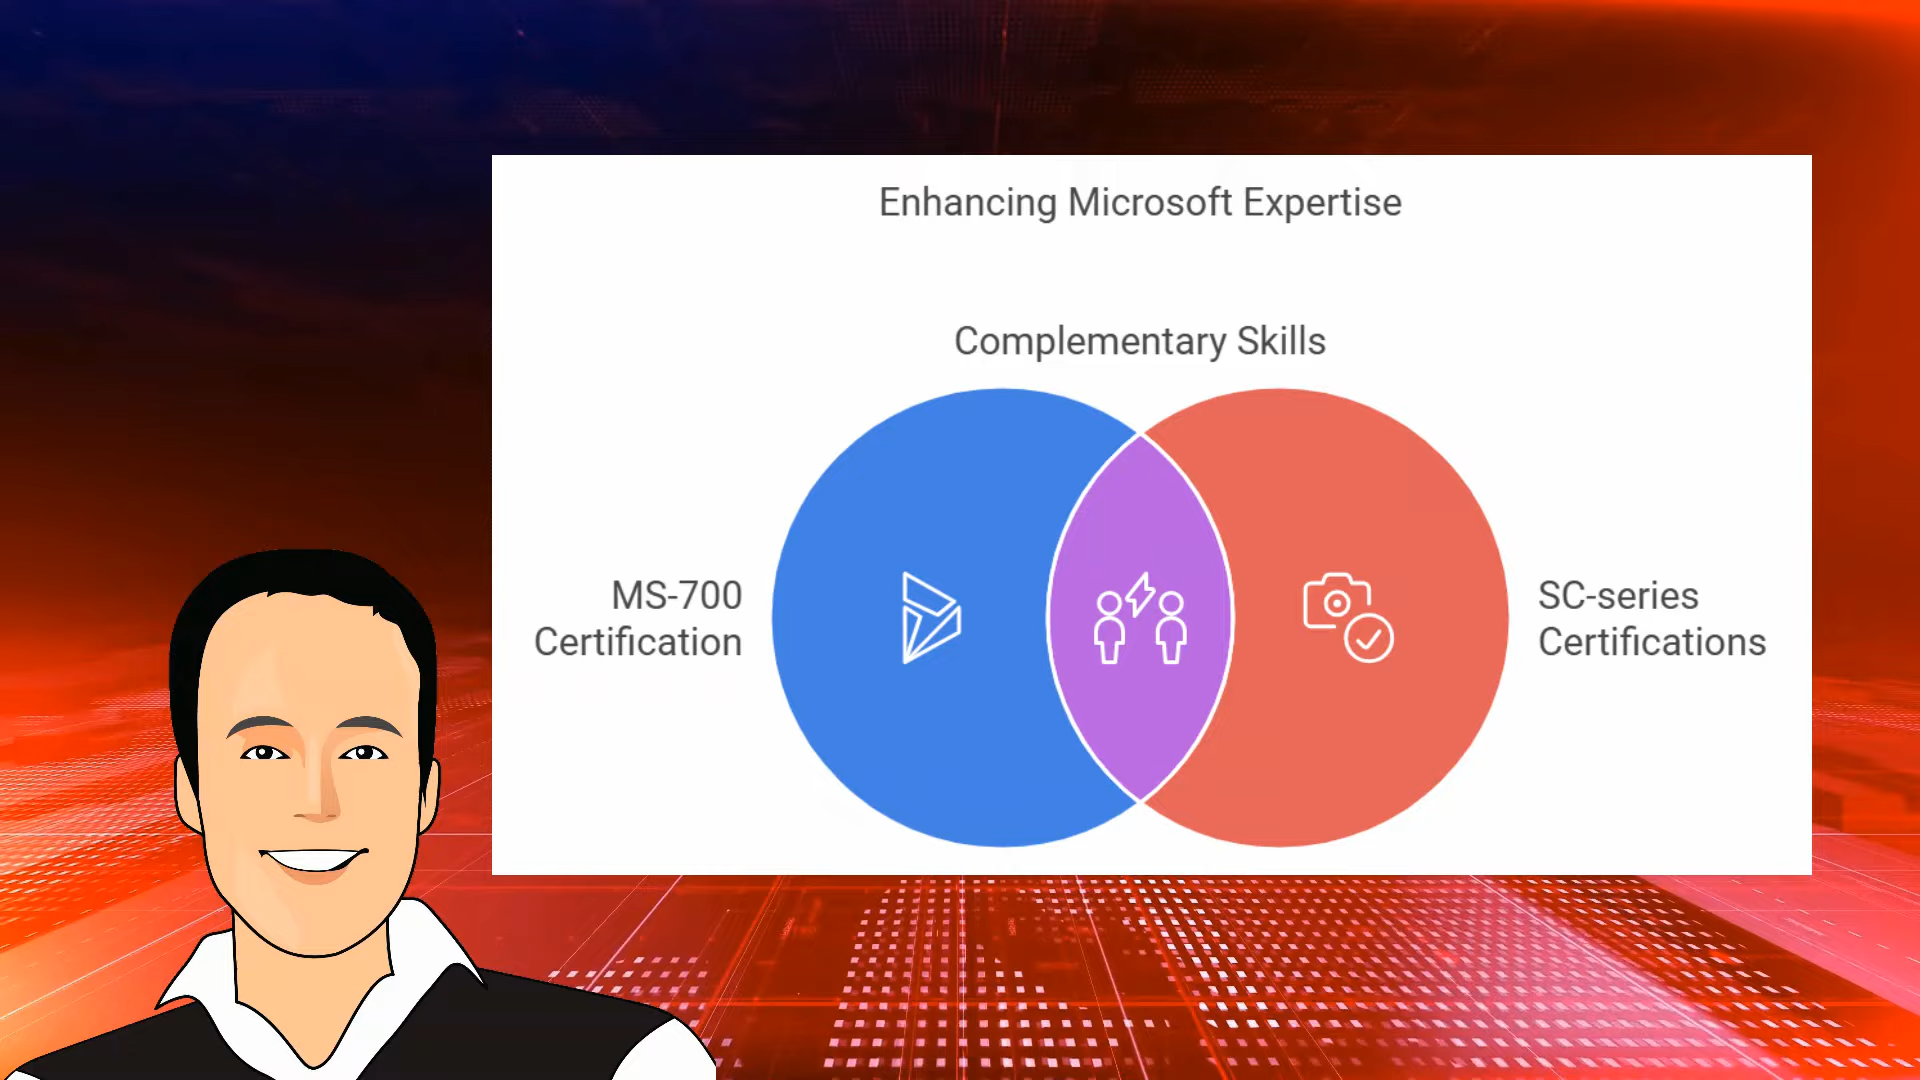 Enhancing Microsoft Expertise
Complementary Skills
MS-700
Certification
SC-series
Certifications